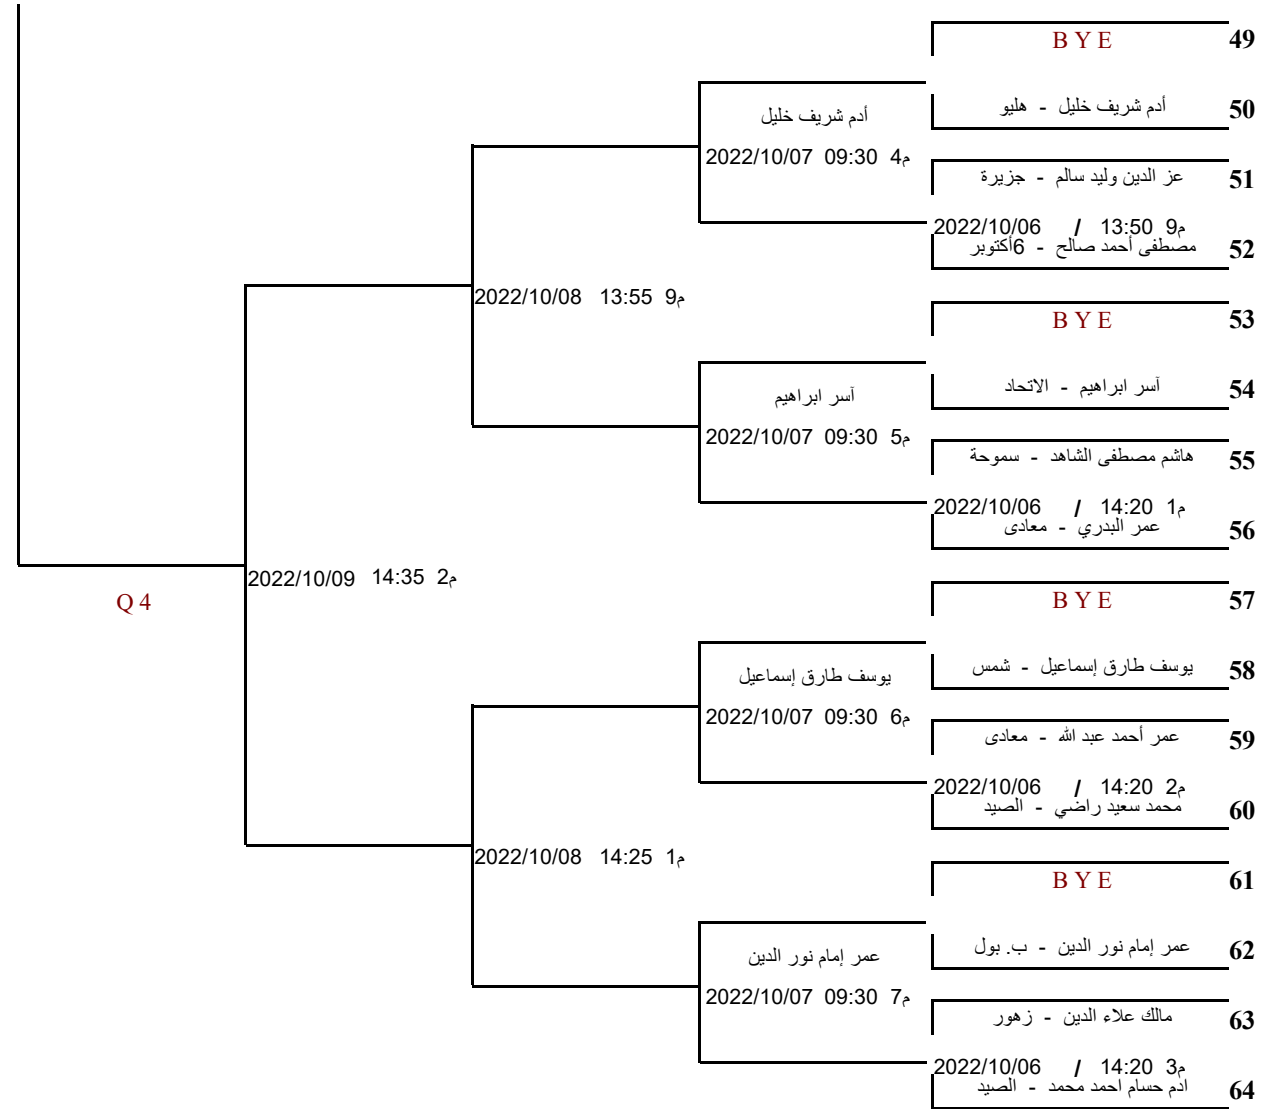 B Y E 49
أدم شريف خليل - هليو 50
أدم شريف خليل
2022/10/07 09:30 م4
عز الدين وليد سالم - جزيرة 51
2022/10/06 / 13:50 م9
مصطفى أحمد صالح - 6أكتوبر 52
2022/10/08 13:55 م9
B Y E 53
آسر ابراهيم - الاتحاد 54
آسر ابراهيم
2022/10/07 09:30 م5
هاشم مصطفى الشاهد - سموحة 55
2022/10/06 / 14:20 م1
عمر البدري - معادى 56
2022/10/09 14:35 م2
Q 4
B Y E 57
يوسف طارق إسماعيل - شمس 58
يوسف طارق إسماعيل
2022/10/07 09:30 م6
عمر أحمد عبد الله - معادى 59
2022/10/06 / 14:20 م2
محمد سعيد راضي - الصيد 60
2022/10/08 14:25 م1
B Y E 61
عمر إمام نور الدين - ب. بول 62
عمر إمام نور الدين
2022/10/07 09:30 م7
مالك علاء الدين - زهور 63
2022/10/06 / 14:20 م3
ادم حسام احمد محمد - الصيد 64